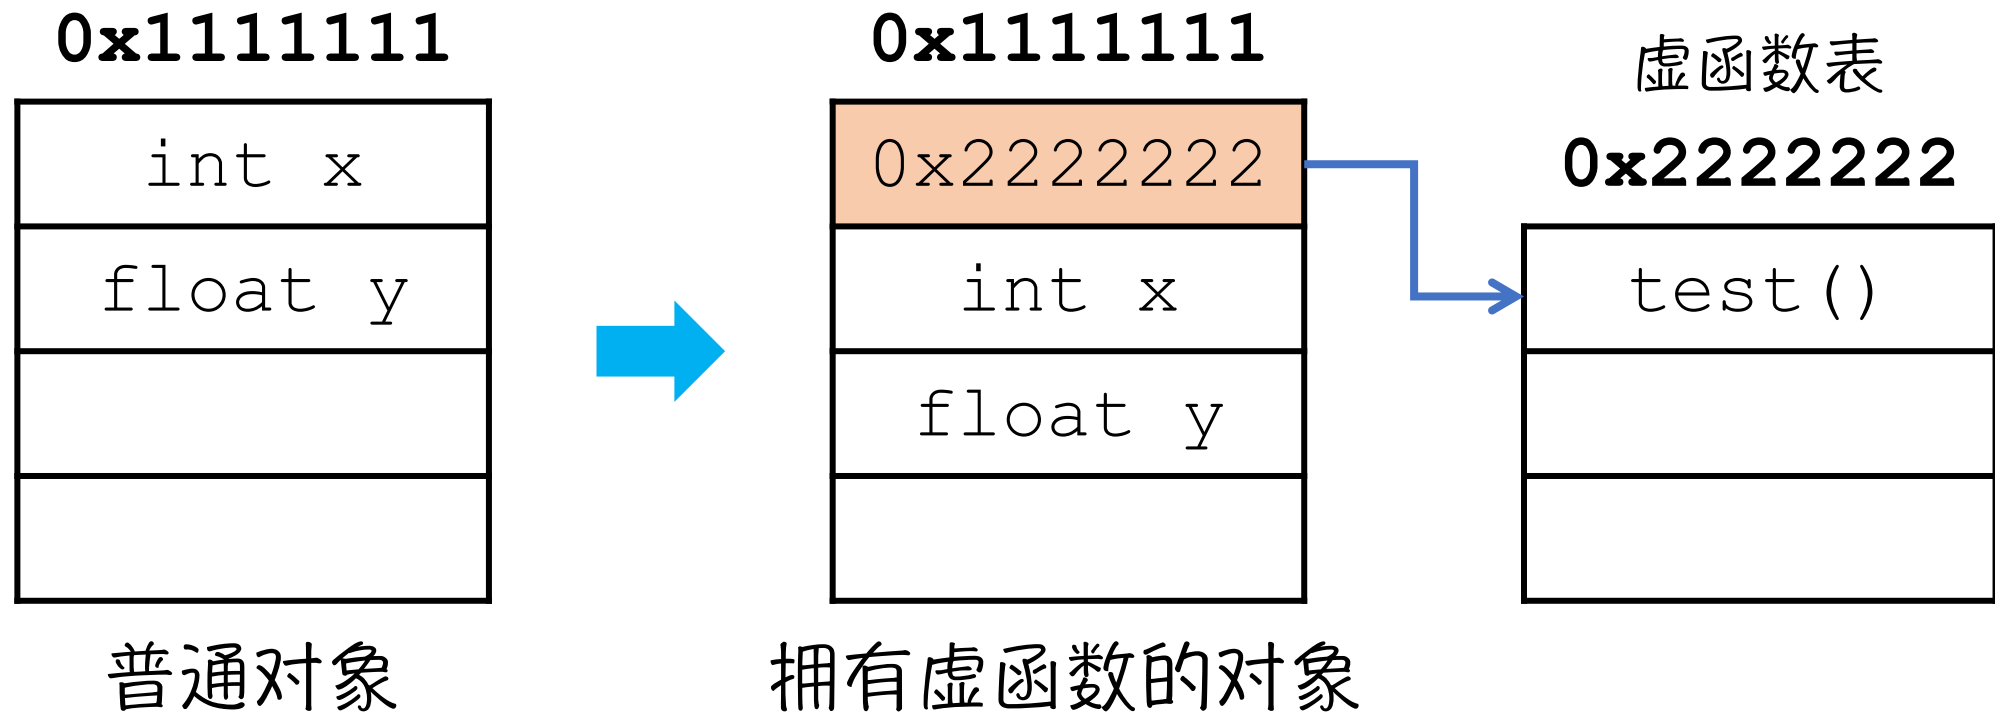 0x1111111
int x
float y
普通对象
0x1111111
0x2222222
int x
float y
拥有虚函数的对象
虚函数表
0x2222222
test()